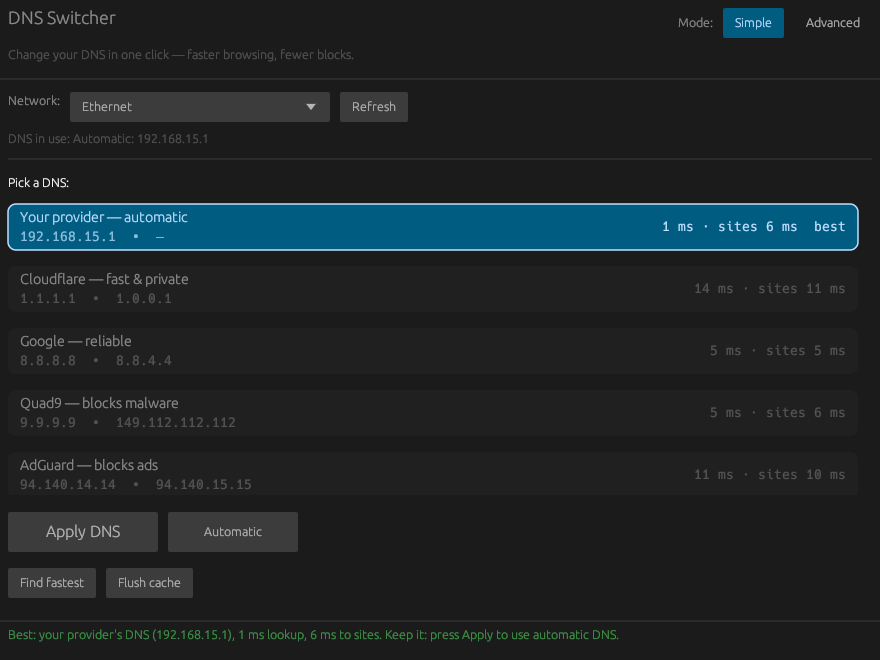 DNS Switcher
Mode: Simple Advanced
Change your DNS in one click — faster browsing, fewer blocks.
Network: Ethernet Refresh
DNS in use: Automatic: 192.168.15.1
Pick a DNS:
Your provider — automatic
192.168.15.1 • —
1 ms · sites 6 ms best
Cloudflare — fast & private
1.1.1.1 • 1.0.0.1
14 ms · sites 11 ms
Google — reliable
8.8.8.8 • 8.8.4.4
5 ms · sites 5 ms
Quad9 — blocks malware
9.9.9.9 • 149.112.112.112
5 ms · sites 6 ms
AdGuard — blocks ads
94.140.14.14 • 94.140.15.15
11 ms · sites 10 ms
Apply DNS Automatic
Find fastest Flush cache
Best: your provider's DNS (192.168.15.1), 1 ms lookup, 6 ms to sites. Keep it: press Apply to use automatic DNS.